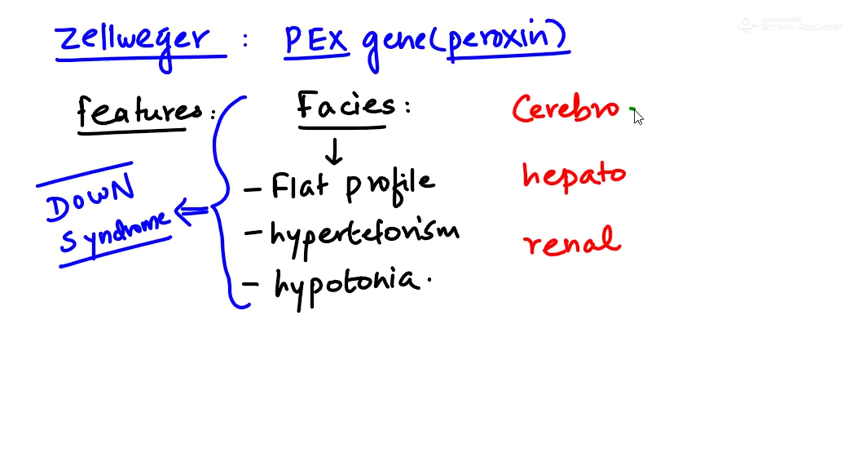 Zellweger : PEX gene (peroxin)
features :
Facies :
- Flat profile
- hypertelorism
- hypotonia.
DOWN
Syndrome
Cerebro -
hepato
renal